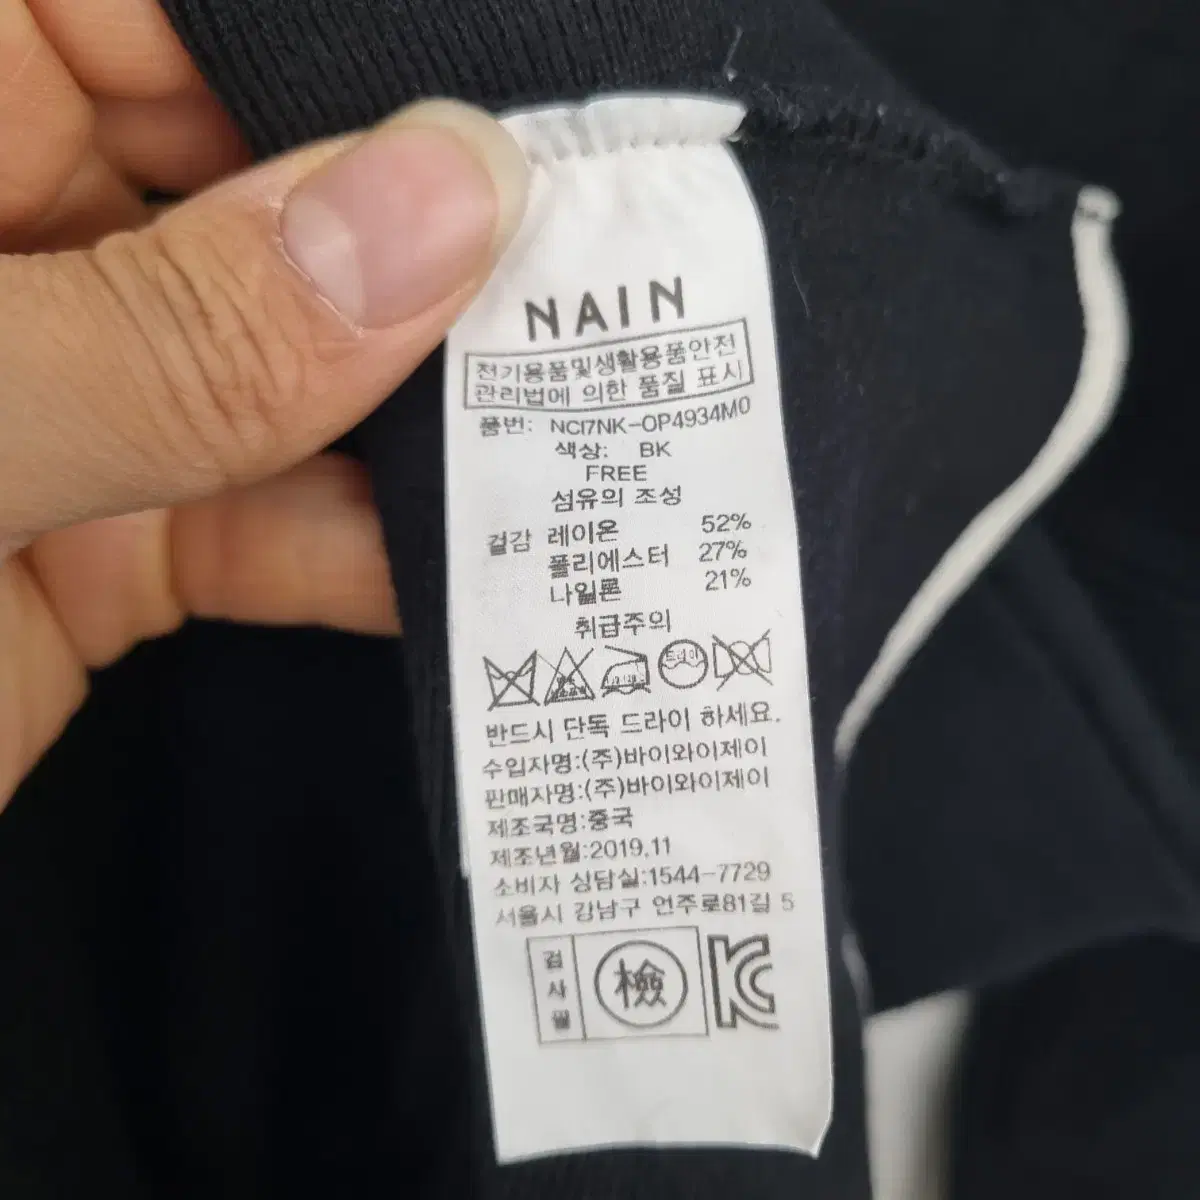 NAIN
전기용품및생활용품안전
관리법에 의한 품질 표시
품번: NCI7NK-OP4934M0
색상: BK
FREE
섬유의 조성
겉감 레이온 52%
폴리에스터 27%
나일론 21%
취급주의
드라이
반드시 단독 드라이 하세요.
수입자명:(주)바이와이제이
판매자명:(주)바이와이제이
제조국명:중국
제조년월:2019.11
소비자 상담실:1544-7729
서울시 강남구 언주로81길 5
검사필
檢